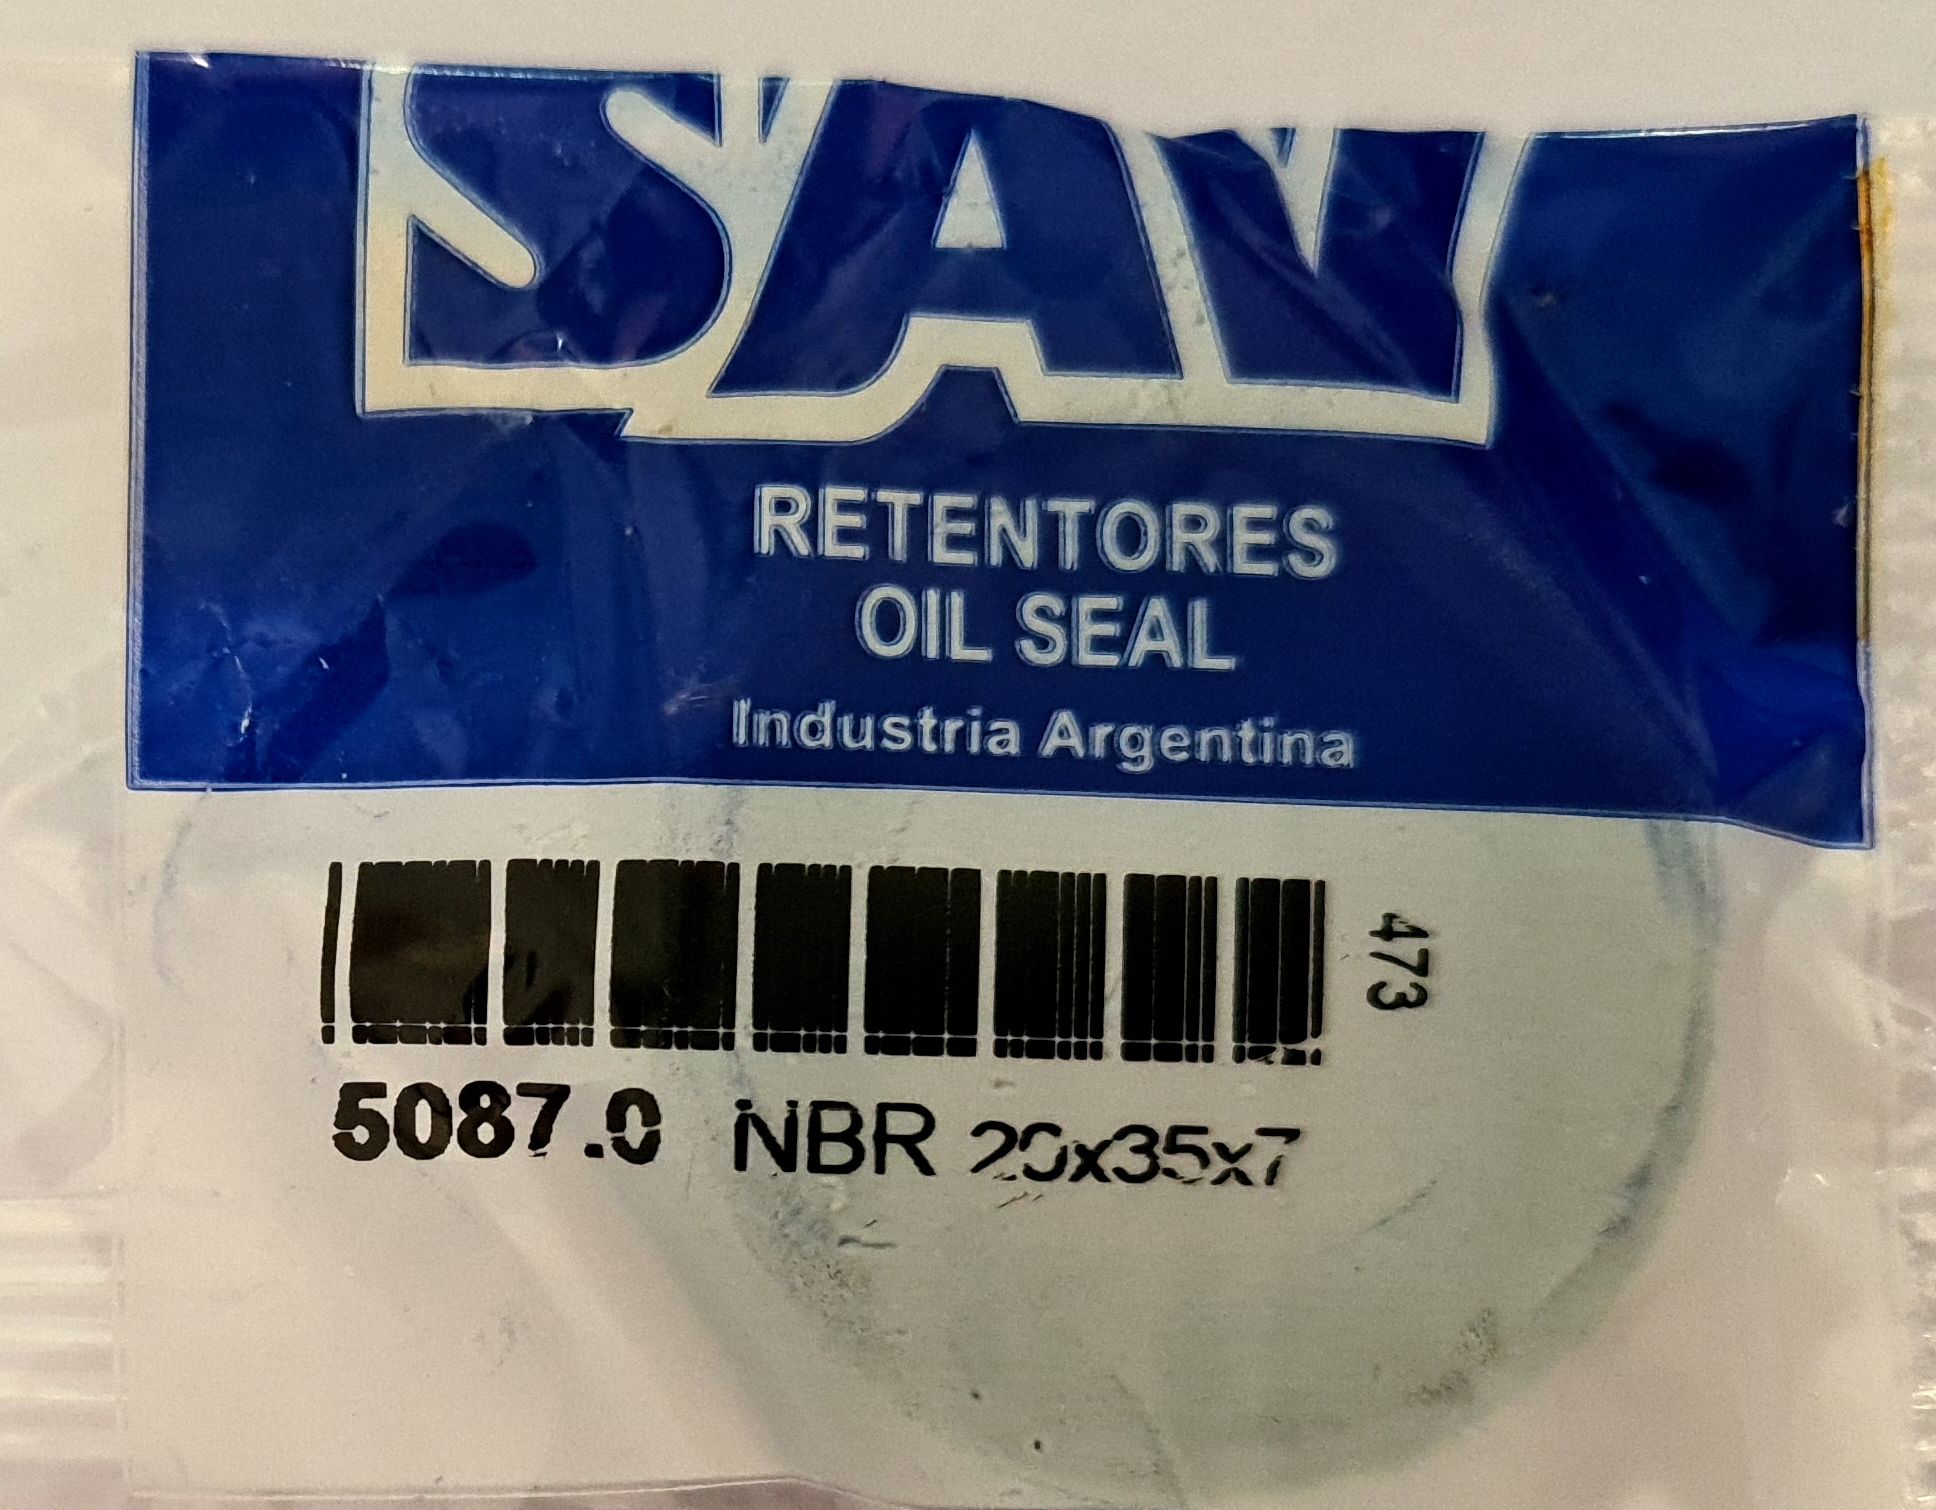 SAV
RETENTORES
OIL SEAL
Industria Argentina
473
5087.0 NBR 20x35x7